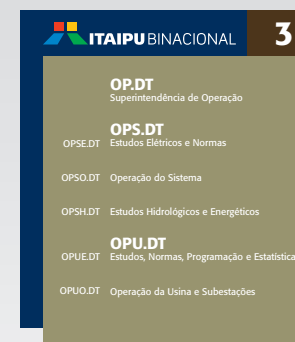 ITAIPU BINACIONAL 3
OP.DT
Superintendência de Operação
OPS.DT
OPSE.DT Estudos Elétricos e Normas
OPSO.DT Operação do Sistema
OPSH.DT Estudos Hidrológicos e Energéticos
OPU.DT
OPUE.DT Estudos, Normas, Programação e Estatística
OPUO.DT Operação da Usina e Subestações